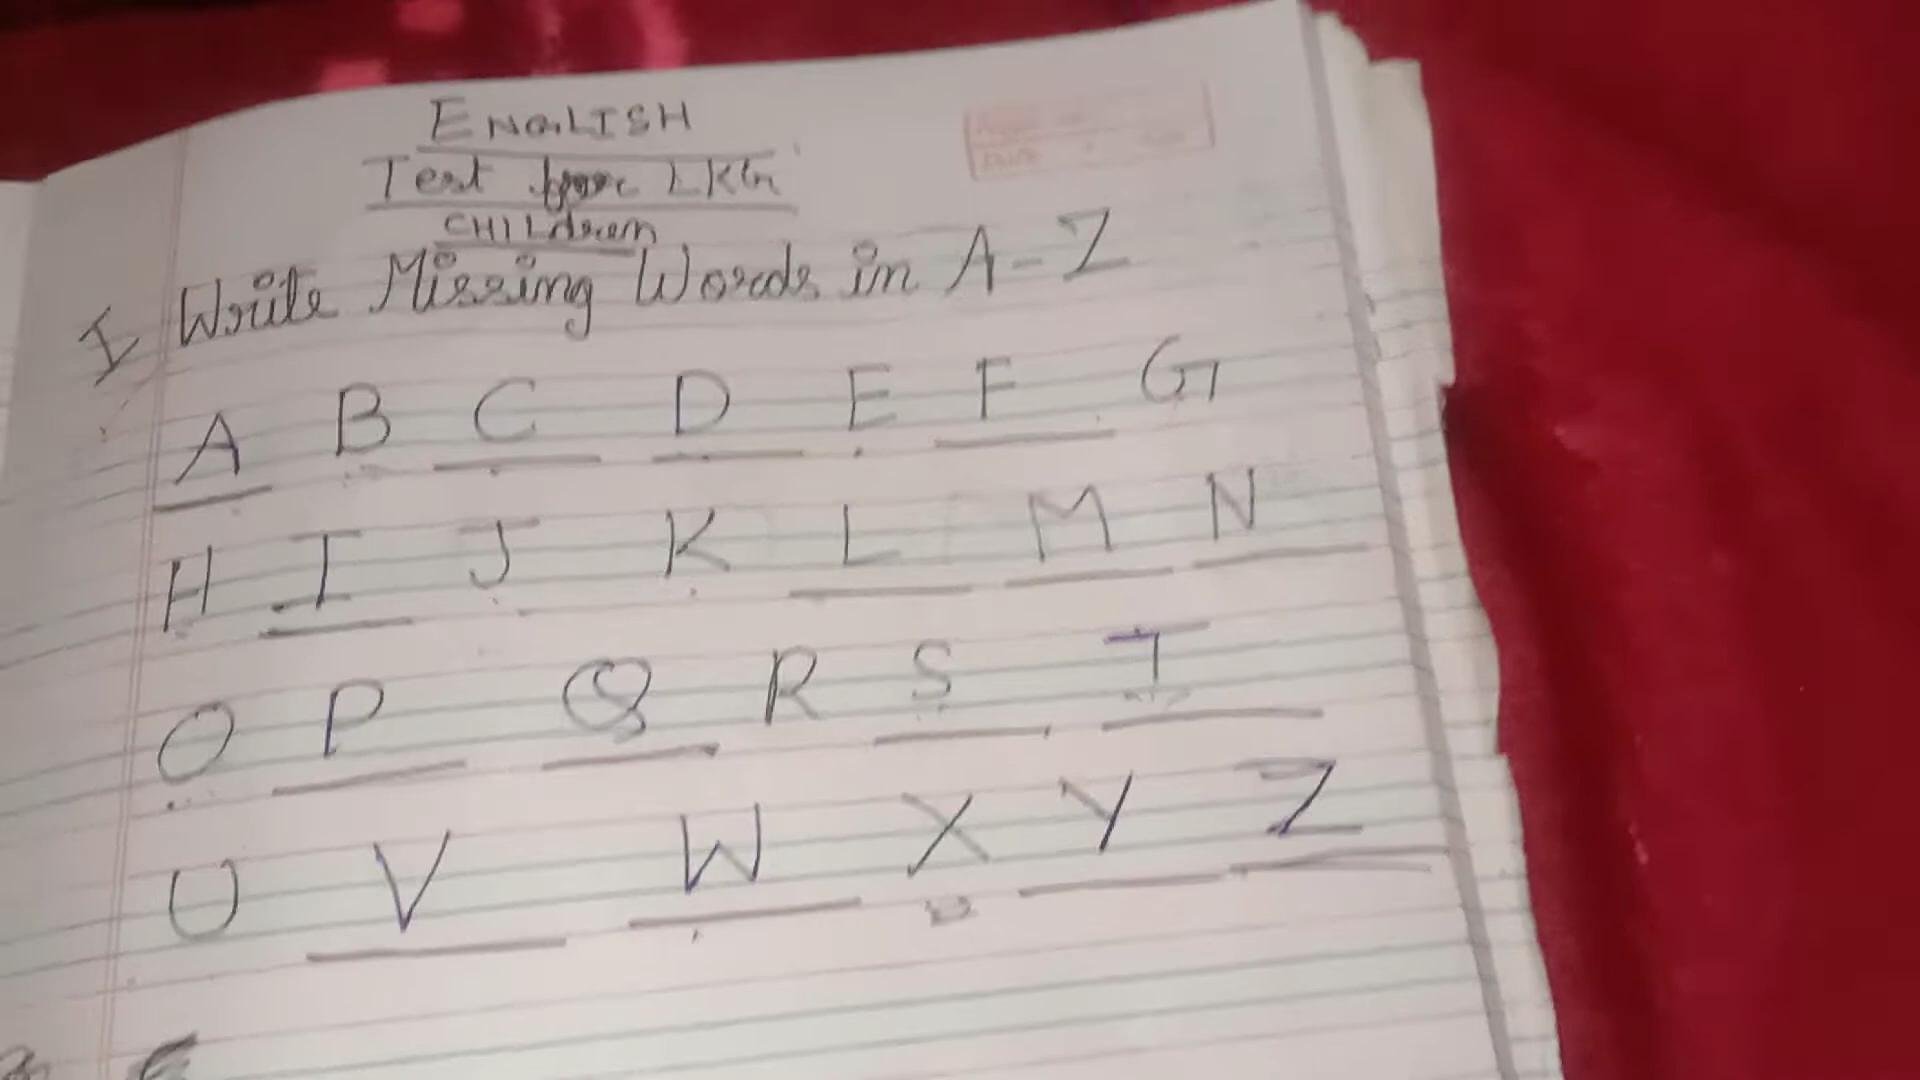 ENGLISH
Test for LKG
CHILdren
I Write Missing Words in A-Z
A B C D E F G
H I J K L M N
O P Q R S T
U V W X Y Z